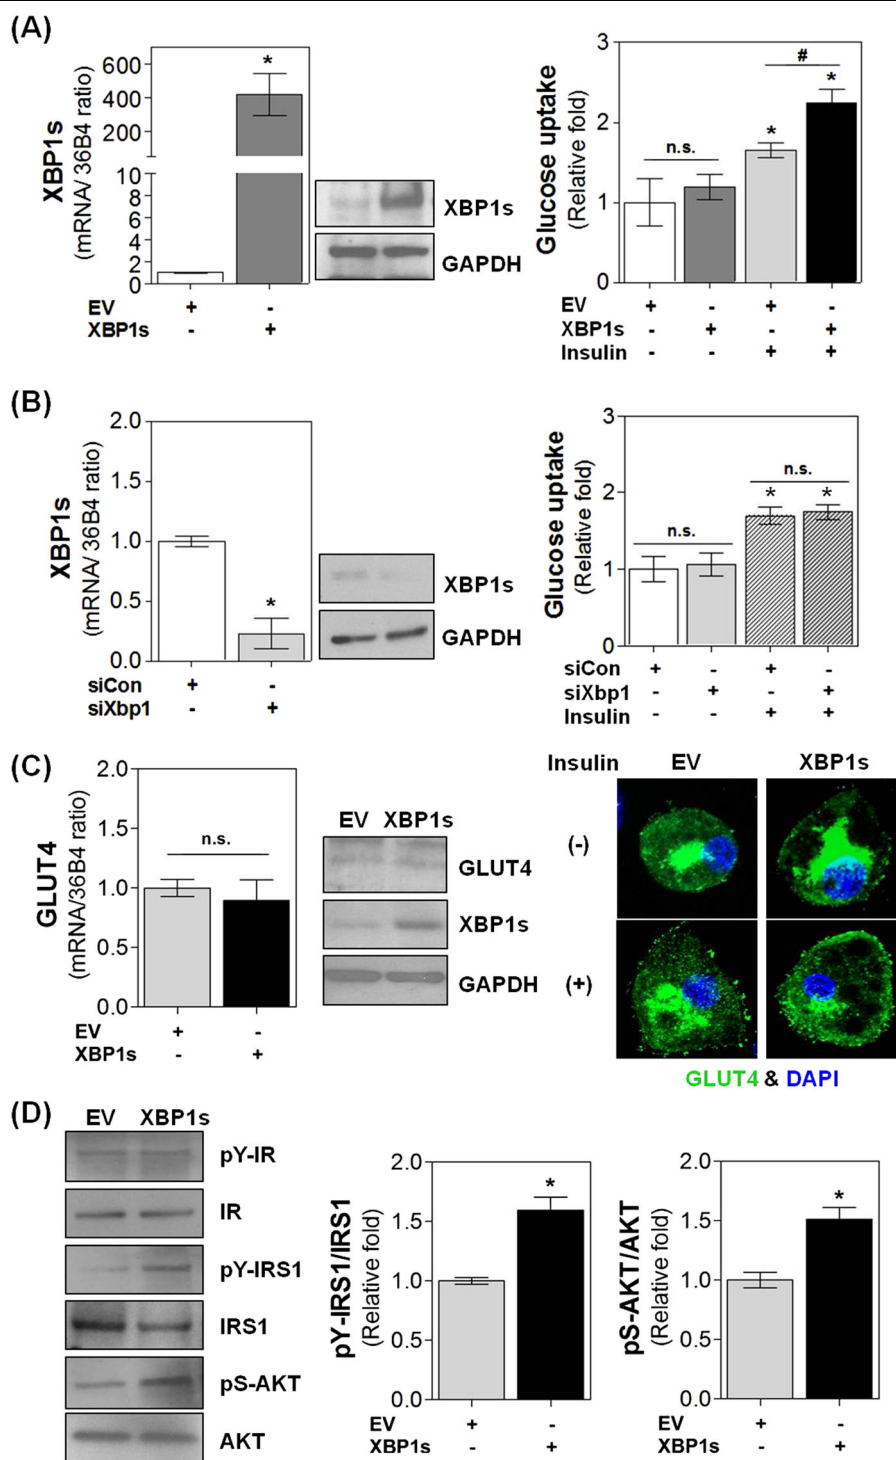 (A)
XBP1s
(mRNA/ 36B4 ratio)
600
400
200
10
8
6
4
2
0
*
EV + -
XBP1s - +
XBP1s
GAPDH
Glucose uptake
(Relative fold)
3
2
1
0
n.s.
*
#
*
EV + - + -
XBP1s - + - +
Insulin - - + +
(B)
XBP1s
(mRNA/ 36B4 ratio)
2.0
1.5
1.0
0.5
0.0
*
siCon + -
siXbp1 - +
XBP1s
GAPDH
Glucose uptake
(Relative fold)
3
2
1
0
n.s.
n.s.
* *
siCon + - + -
siXbp1 - + - +
Insulin - - + +
(C)
GLUT4
(mRNA/36B4 ratio)
2.0
1.5
1.0
0.5
0.0
n.s.
EV + -
XBP1s - +
EV XBP1s
GLUT4
XBP1s
GAPDH
Insulin EV XBP1s
(-)
(+)
GLUT4 & DAPI
(D)
EV XBP1s
pY-IR
IR
pY-IRS1
IRS1
pS-AKT
AKT
pY-IRS1/IRS1
(Relative fold)
2.0
1.5
1.0
0.5
0.0
*
EV + -
XBP1s - +
pS-AKT/AKT
(Relative fold)
2.0
1.5
1.0
0.5
0.0
*
EV + -
XBP1s - +